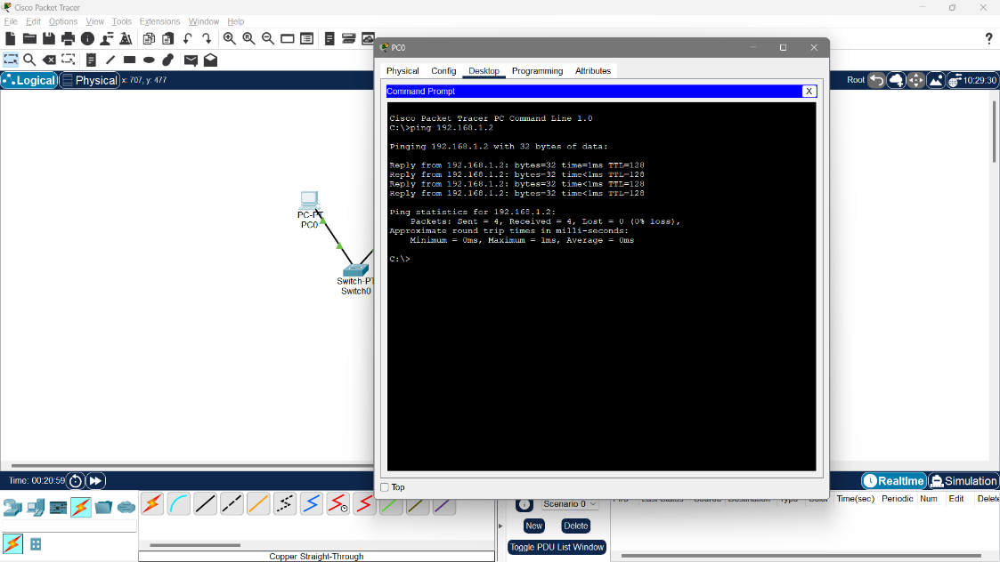 Cisco Packet Tracer
File Edit Options View Tools Extensions Window Help
PC0
Physical Config Desktop Programming Attributes
Logical Physical x: 707, y: 477
Root 10:29:30
Command Prompt X
Cisco Packet Tracer PC Command Line 1.0
C:\>ping 192.168.1.2
Pinging 192.168.1.2 with 32 bytes of data:
Reply from 192.168.1.2: bytes=32 time=1ms TTL=128
Reply from 192.168.1.2: bytes=32 time<1ms TTL=128
Reply from 192.168.1.2: bytes=32 time<1ms TTL=128
Reply from 192.168.1.2: bytes=32 time<1ms TTL=128
Ping statistics for 192.168.1.2:
Packets: Sent = 4, Received = 4, Lost = 0 (0% loss),
Approximate round trip times in milli-seconds:
Minimum = 0ms, Maximum = 1ms, Average = 0ms
C:\>
PC-PT
PC0
Switch-PT
Switch0
Top
Time: 00:20:59
Realtime Simulation
Scenario 0
Time(sec) Periodic Num Edit Delete
New Delete
Toggle PDU List Window
Copper Straight-Through